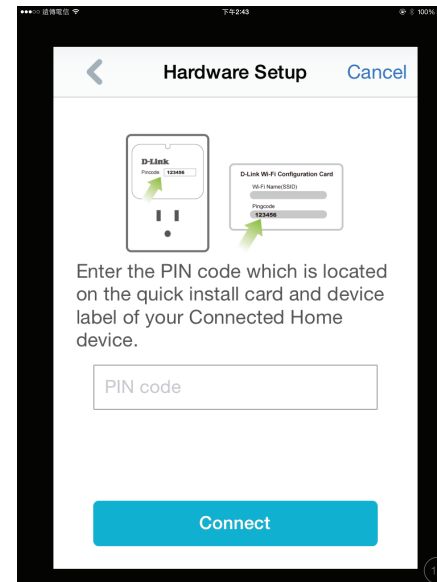 遠傳電信
下午2:43
100%
Hardware Setup
Cancel
D-Link
Pincode 123456
D-Link Wi-Fi Configuration Card
Wi-Fi Name(SSID)
Pingcode
123456
Enter the PIN code which is located
on the quick install card and device
label of your Connected Home
device.
PIN code
Connect
1